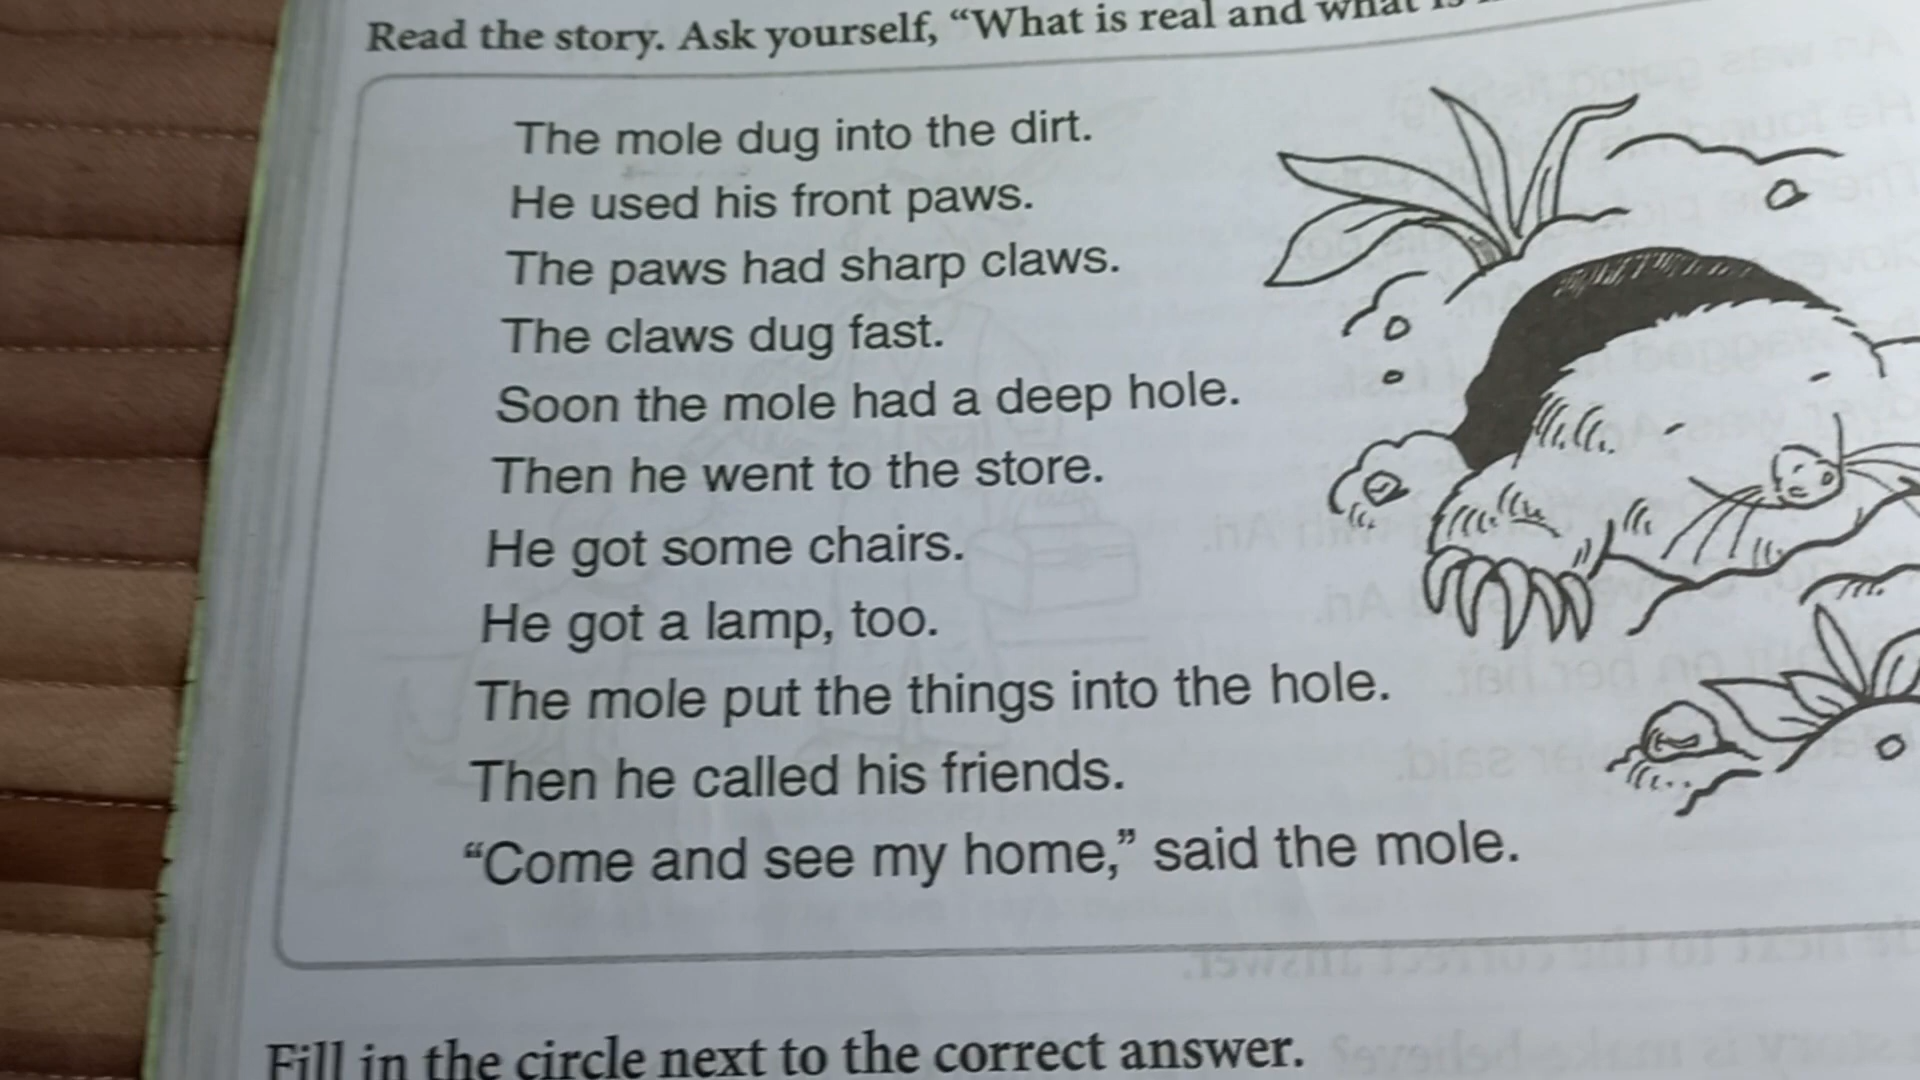 Read the story. Ask yourself, “What is real and what is
The mole dug into the dirt.
He used his front paws.
The paws had sharp claws.
The claws dug fast.
Soon the mole had a deep hole.
Then he went to the store.
He got some chairs.
He got a lamp, too.
The mole put the things into the hole.
Then he called his friends.
“Come and see my home,” said the mole.
Fill in the circle next to the correct answer.